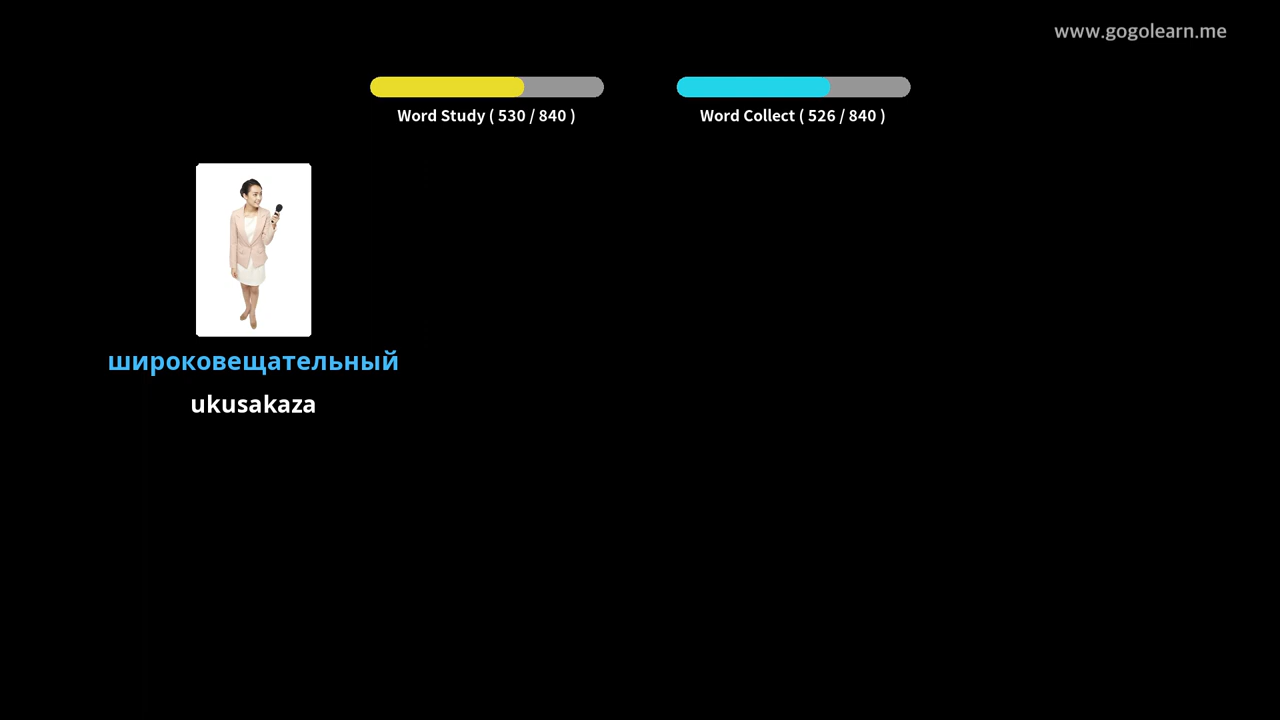 www.gogolearn.me
Word Study ( 530 / 840 )
Word Collect ( 526 / 840 )
широковещательный
ukusakaza